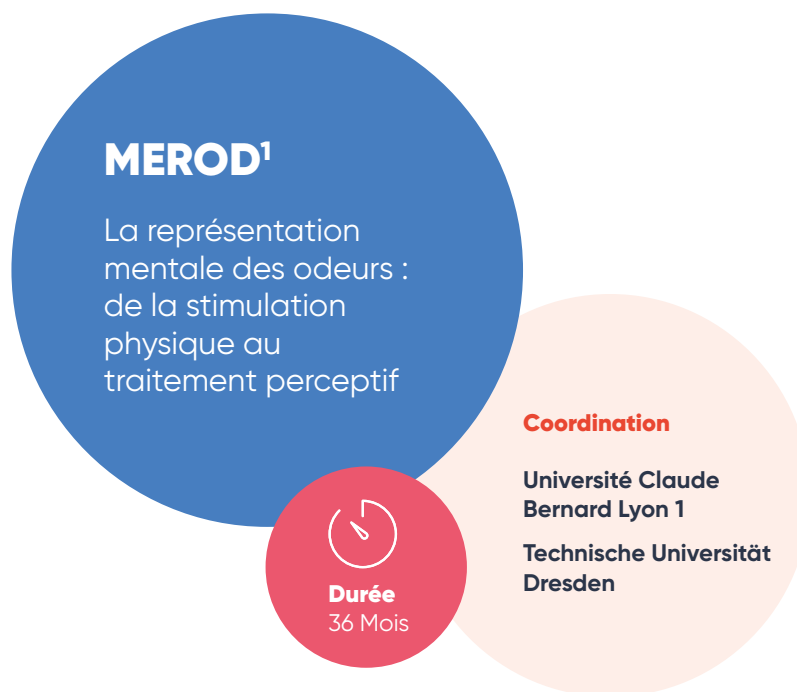 MEROD¹
La représentation
mentale des odeurs :
de la stimulation
physique au
traitement perceptif
Coordination
Université Claude
Bernard Lyon 1
Technische Universität
Dresden
Durée
36 Mois